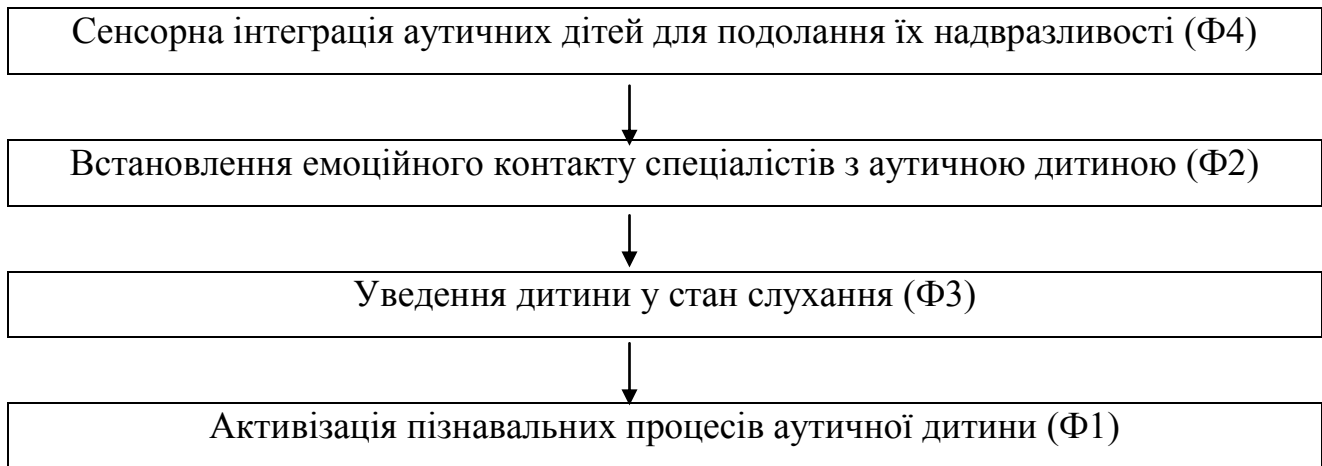 Сенсорна інтеграція аутичних дітей для подолання їх надвразливості (Ф4)
Встановлення емоційного контакту спеціалістів з аутичною дитиною (Ф2)
Уведення дитини у стан слухання (Ф3)
Активізація пізнавальних процесів аутичної дитини (Ф1)